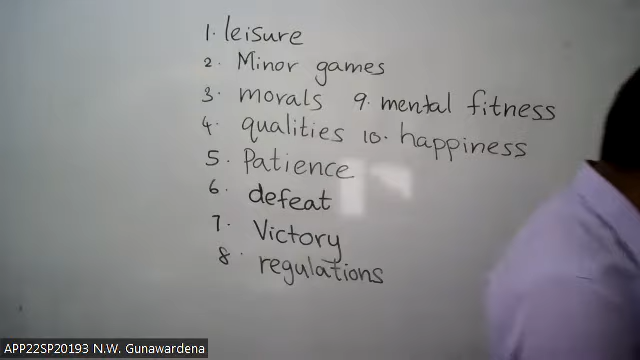 1. leisure
2. Minor games
3. morals 9. mental fitness
4. qualities 10. happiness
5. Patience
6. defeat
7. Victory
8. regulations
APP22SP20193 N.W. Gunawardena